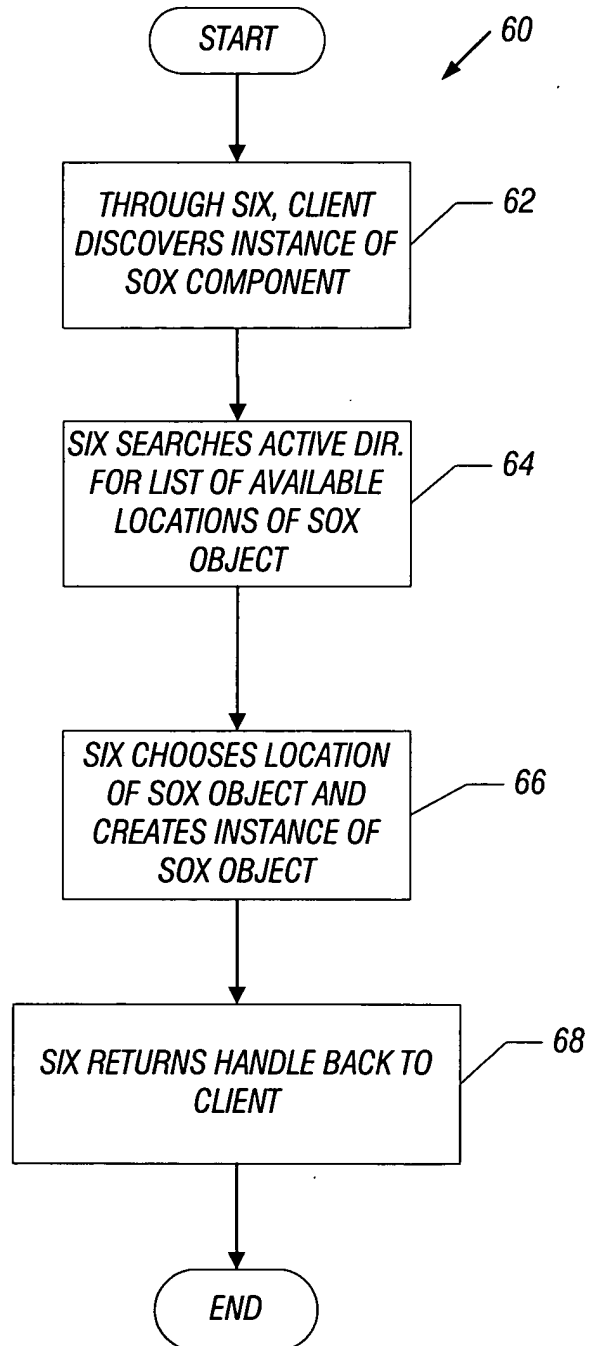 START
60
THROUGH SIX, CLIENT
DISCOVERS INSTANCE OF
SOX COMPONENT
62
SIX SEARCHES ACTIVE DIR.
FOR LIST OF AVAILABLE
LOCATIONS OF SOX
OBJECT
64
SIX CHOOSES LOCATION
OF SOX OBJECT AND
CREATES INSTANCE OF
SOX OBJECT
66
SIX RETURNS HANDLE BACK TO
CLIENT
68
END